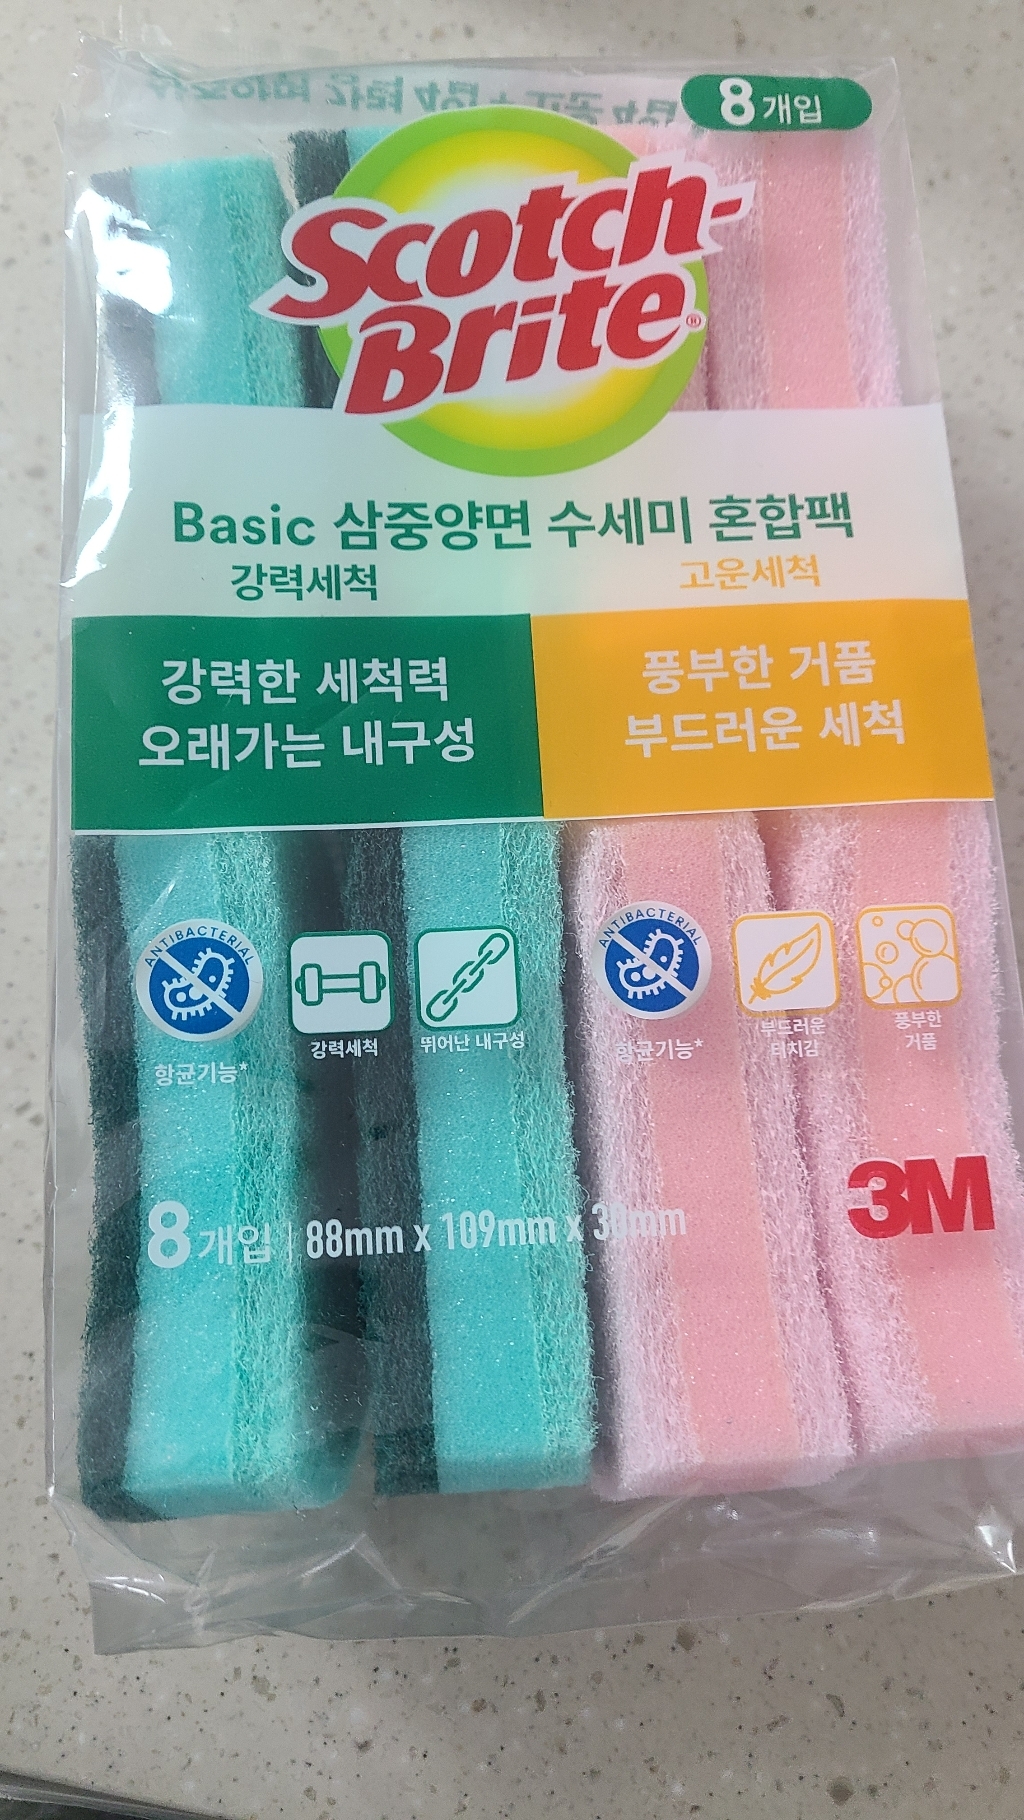 8개입
Scotch-
Brite®
Basic 삼중양면 수세미 혼합팩
강력세척
고운세척
강력한 세척력
오래가는 내구성
풍부한 거품
부드러운 세척
ANTIBACTERIAL
항균기능*
강력세척
뛰어난 내구성
ANTIBACTERIAL
항균기능*
부드러운
터치감
풍부한
거품
3M
8개입 | 88mm x 109mm x